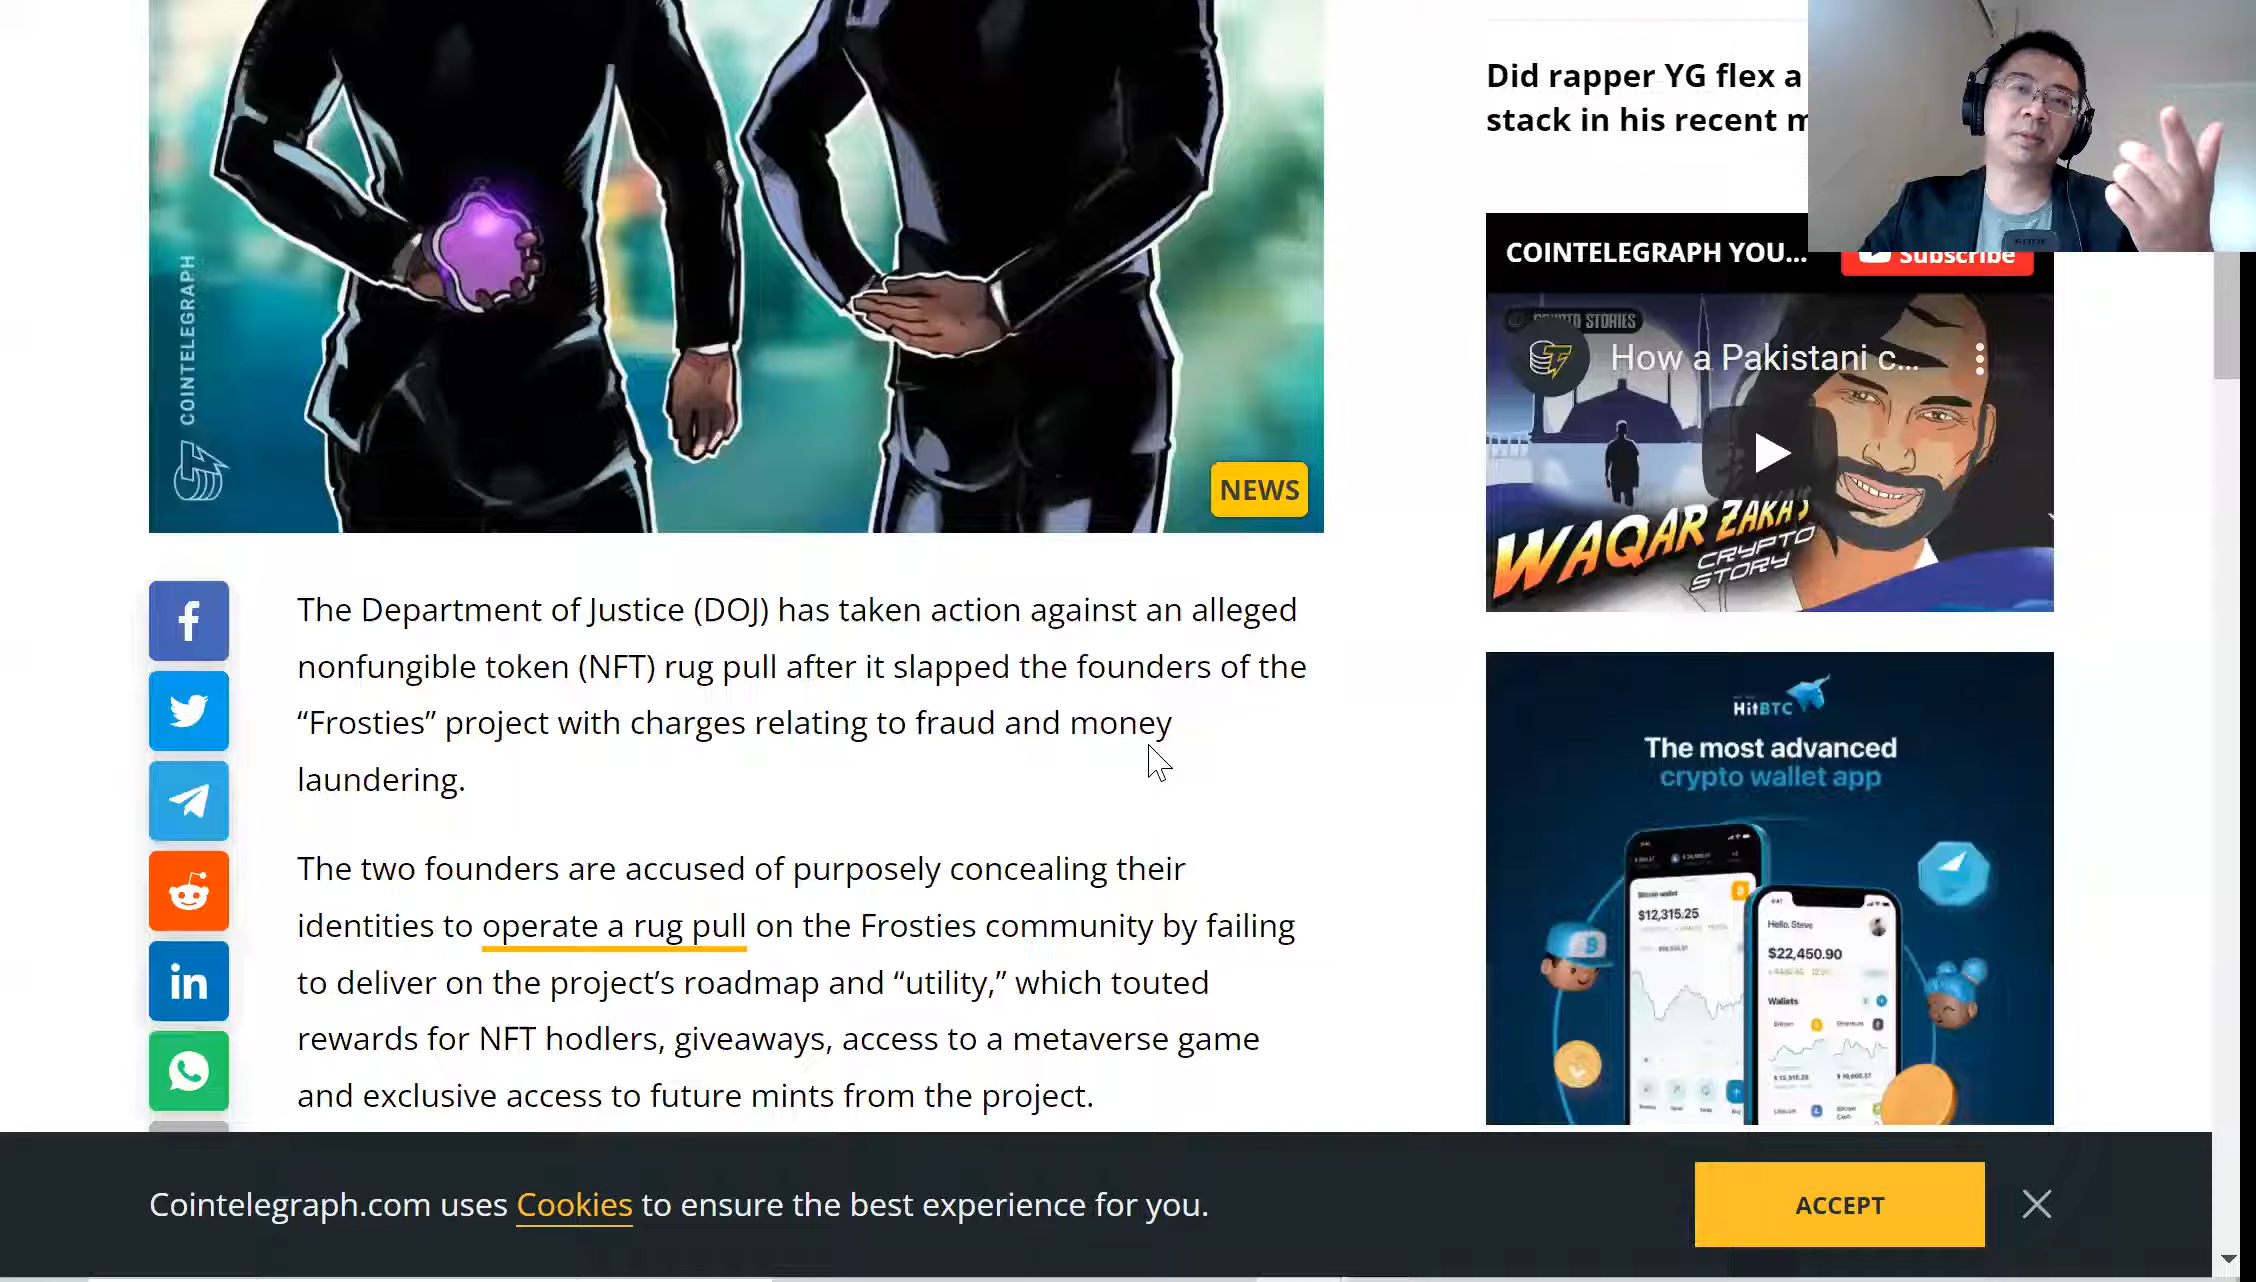 COINTELEGRAPH
NEWS
The Department of Justice (DOJ) has taken action against an alleged
nonfungible token (NFT) rug pull after it slapped the founders of the
“Frosties” project with charges relating to fraud and money
laundering.
The two founders are accused of purposely concealing their
identities to operate a rug pull on the Frosties community by failing
to deliver on the project’s roadmap and “utility,” which touted
rewards for NFT hodlers, giveaways, access to a metaverse game
and exclusive access to future mints from the project.
Did rapper YG flex a
stack in his recent m
COINTELEGRAPH YOU...
Subscribe
CRYPTO STORIES
How a Pakistani c...
WAQAR ZAKA'S
CRYPTO
STORY
HitBTC
The most advanced
crypto wallet app
Bitcoin wallet
$12,315.25
Hello, Steve
$22,450.90
Wallets
Bitcoin
Ethereum
Cointelegraph.com uses Cookies to ensure the best experience for you.
ACCEPT